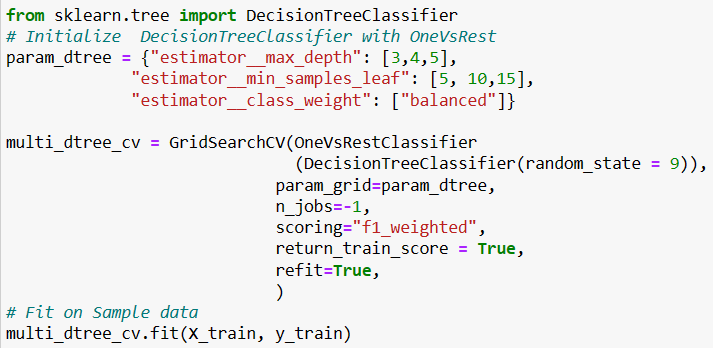 from sklearn.tree import DecisionTreeClassifier
# Initialize  DecisionTreeClassifier with OneVsRest
param_dtree = {"estimator__max_depth": [3,4,5],
"estimator__min_samples_leaf": [5, 10,15],
"estimator__class_weight": ["balanced"]}
multi_dtree_cv = GridSearchCV(OneVsRestClassifier
(DecisionTreeClassifier(random_state = 9)),
param_grid=param_dtree,
n_jobs=-1,
scoring="f1_weighted",
return_train_score = True,
refit=True,
)
# Fit on Sample data
multi_dtree_cv.fit(X_train, y_train)